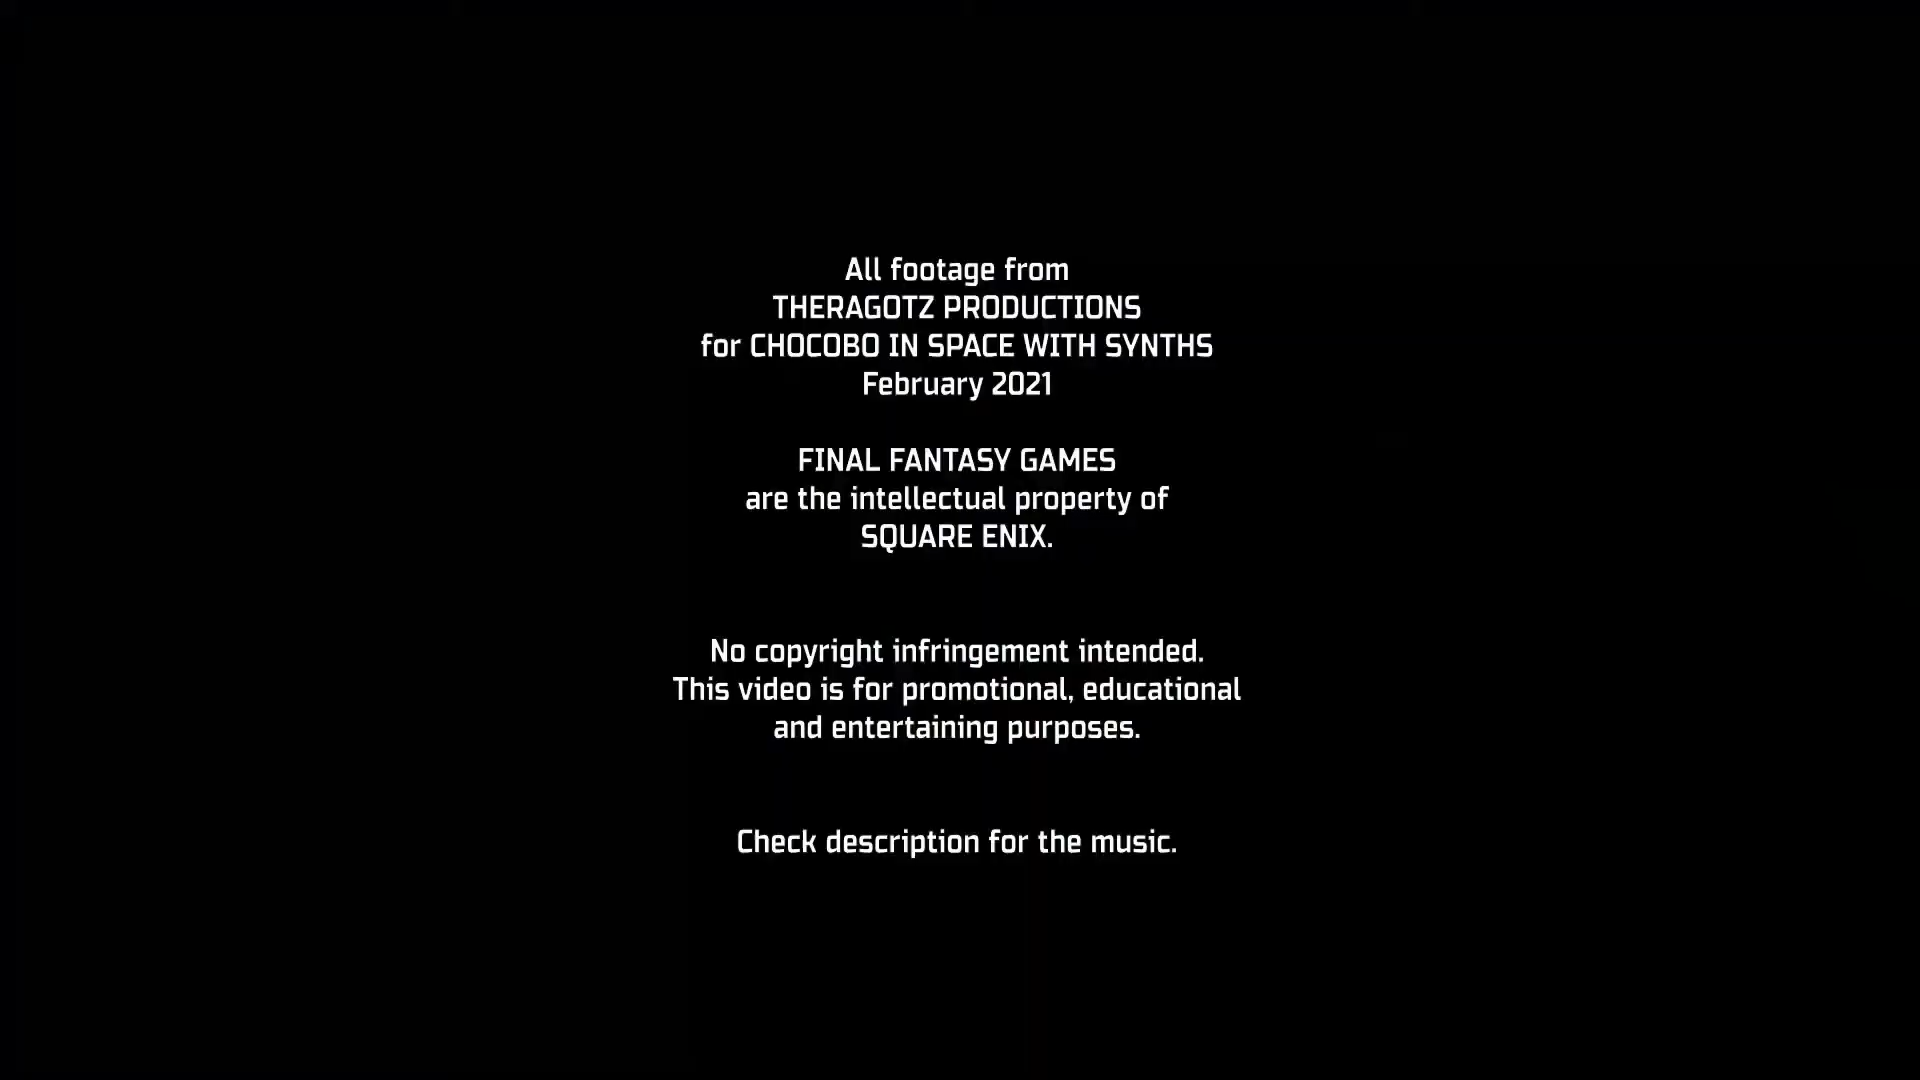 All footage from
THERAGOTZ PRODUCTIONS
for CHOCOBO IN SPACE WITH SYNTHS
February 2021
FINAL FANTASY GAMES
are the intellectual property of
SQUARE ENIX.
No copyright infringement intended.
This video is for promotional, educational
and entertaining purposes.
Check description for the music.